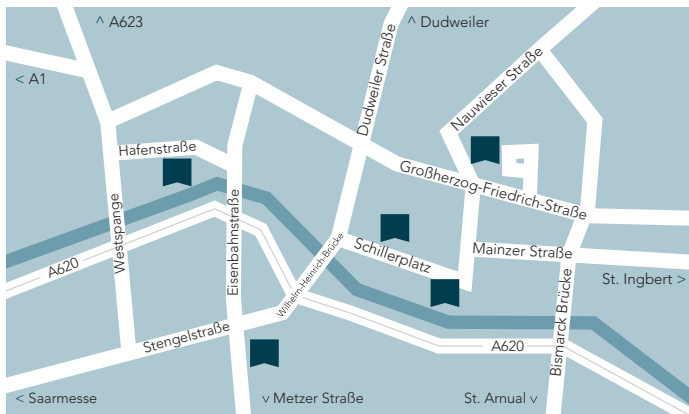 ^ A623
^ Dudweiler
< A1
Dudweiler Straße
Nauwieser Straße
Hafenstraße
Großherzog-Friedrich-Straße
Westspange
Eisenbahnstraße
Wilhelm-Heinrich-Brücke
Schillerplatz
Mainzer Straße
A620
St. Ingbert >
Bismarck Brücke
Stengelstraße
A620
< Saarmesse
v Metzer Straße
St. Arnual v